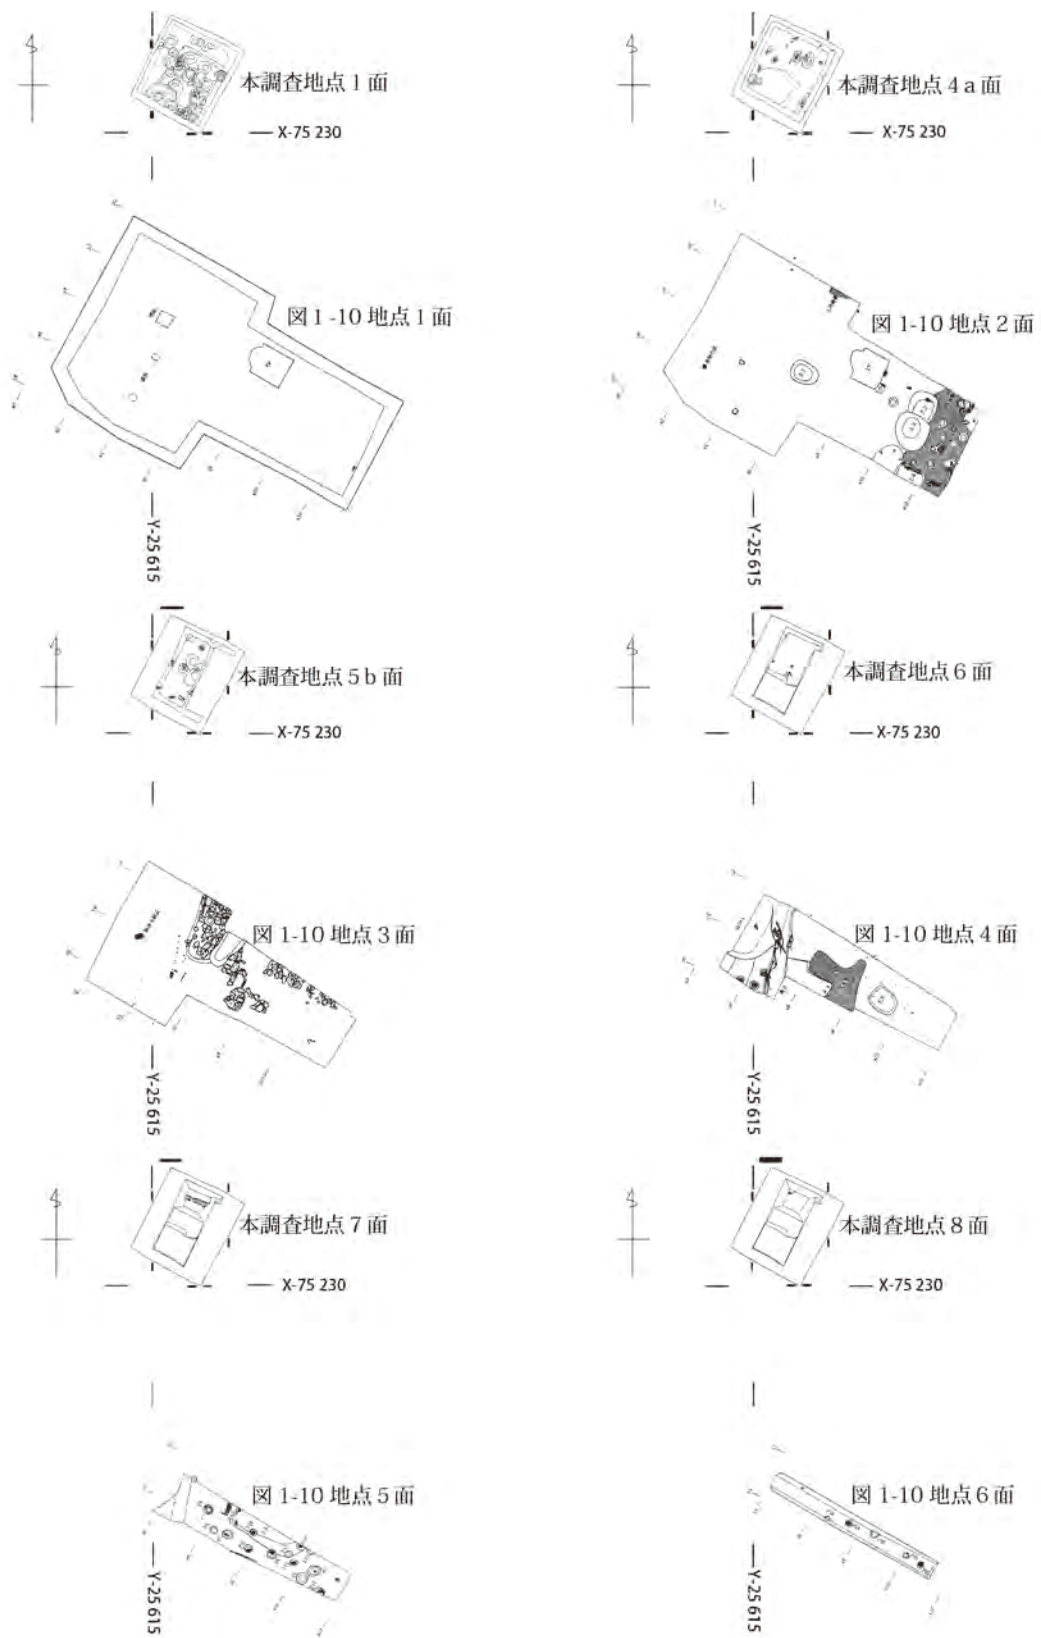 本調査地点1面
X-75 230
図1-10 地点1面
Y-25 615
本調査地点4a面
X-75 230
図1-10 地点2面
Y-25 615
本調査地点5b面
X-75 230
図1-10 地点3面
Y-25 615
本調査地点6面
X-75 230
図1-10 地点4面
Y-25 615
本調査地点7面
X-75 230
図1-10 地点5面
Y-25 615
本調査地点8面
X-75 230
図1-10 地点6面
Y-25 615